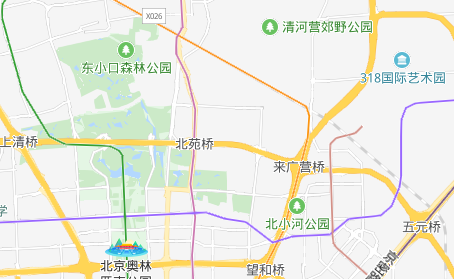 X026
清河营郊野公园
东小口森林公园
318国际艺术园
上清桥
北苑桥
来广营桥
学
北小河公园
五元桥
北京奥林
望和桥